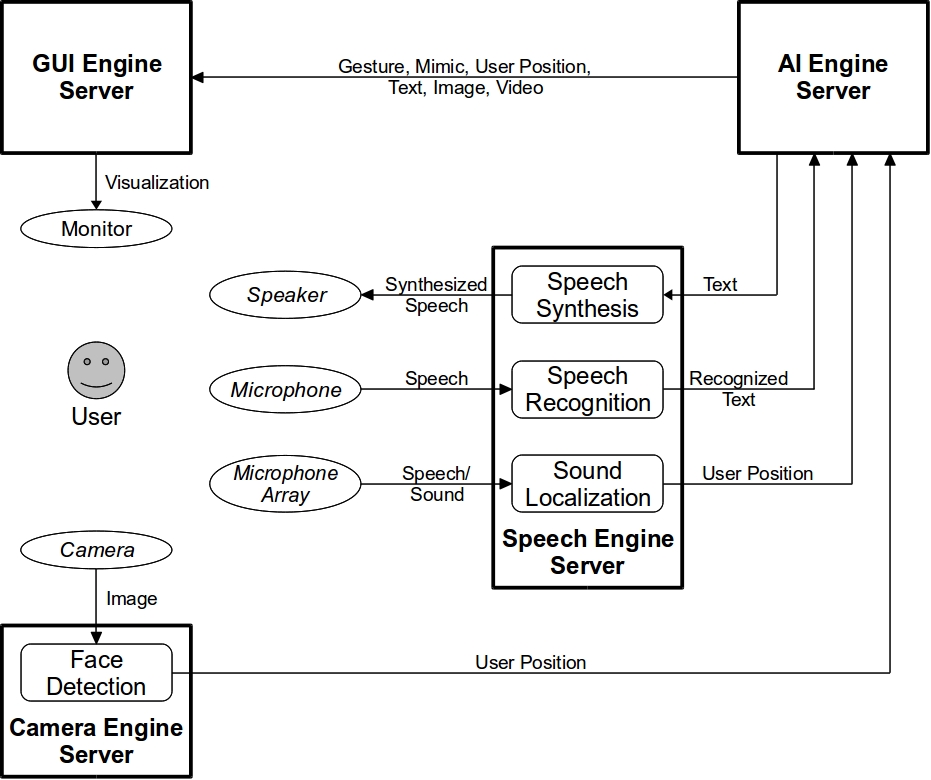 GUI Engine
Server
Gesture, Mimic, User Position,
Text, Image, Video
AI Engine
Server
Visualization
Monitor
Speaker
Synthesized
Speech
Speech
Synthesis
Text
User
Microphone
Speech
Speech
Recognition
Recognized
Text
Microphone
Array
Speech/
Sound
Sound
Localization
User Position
Speech Engine
Server
Camera
Image
Face
Detection
User Position
Camera Engine
Server